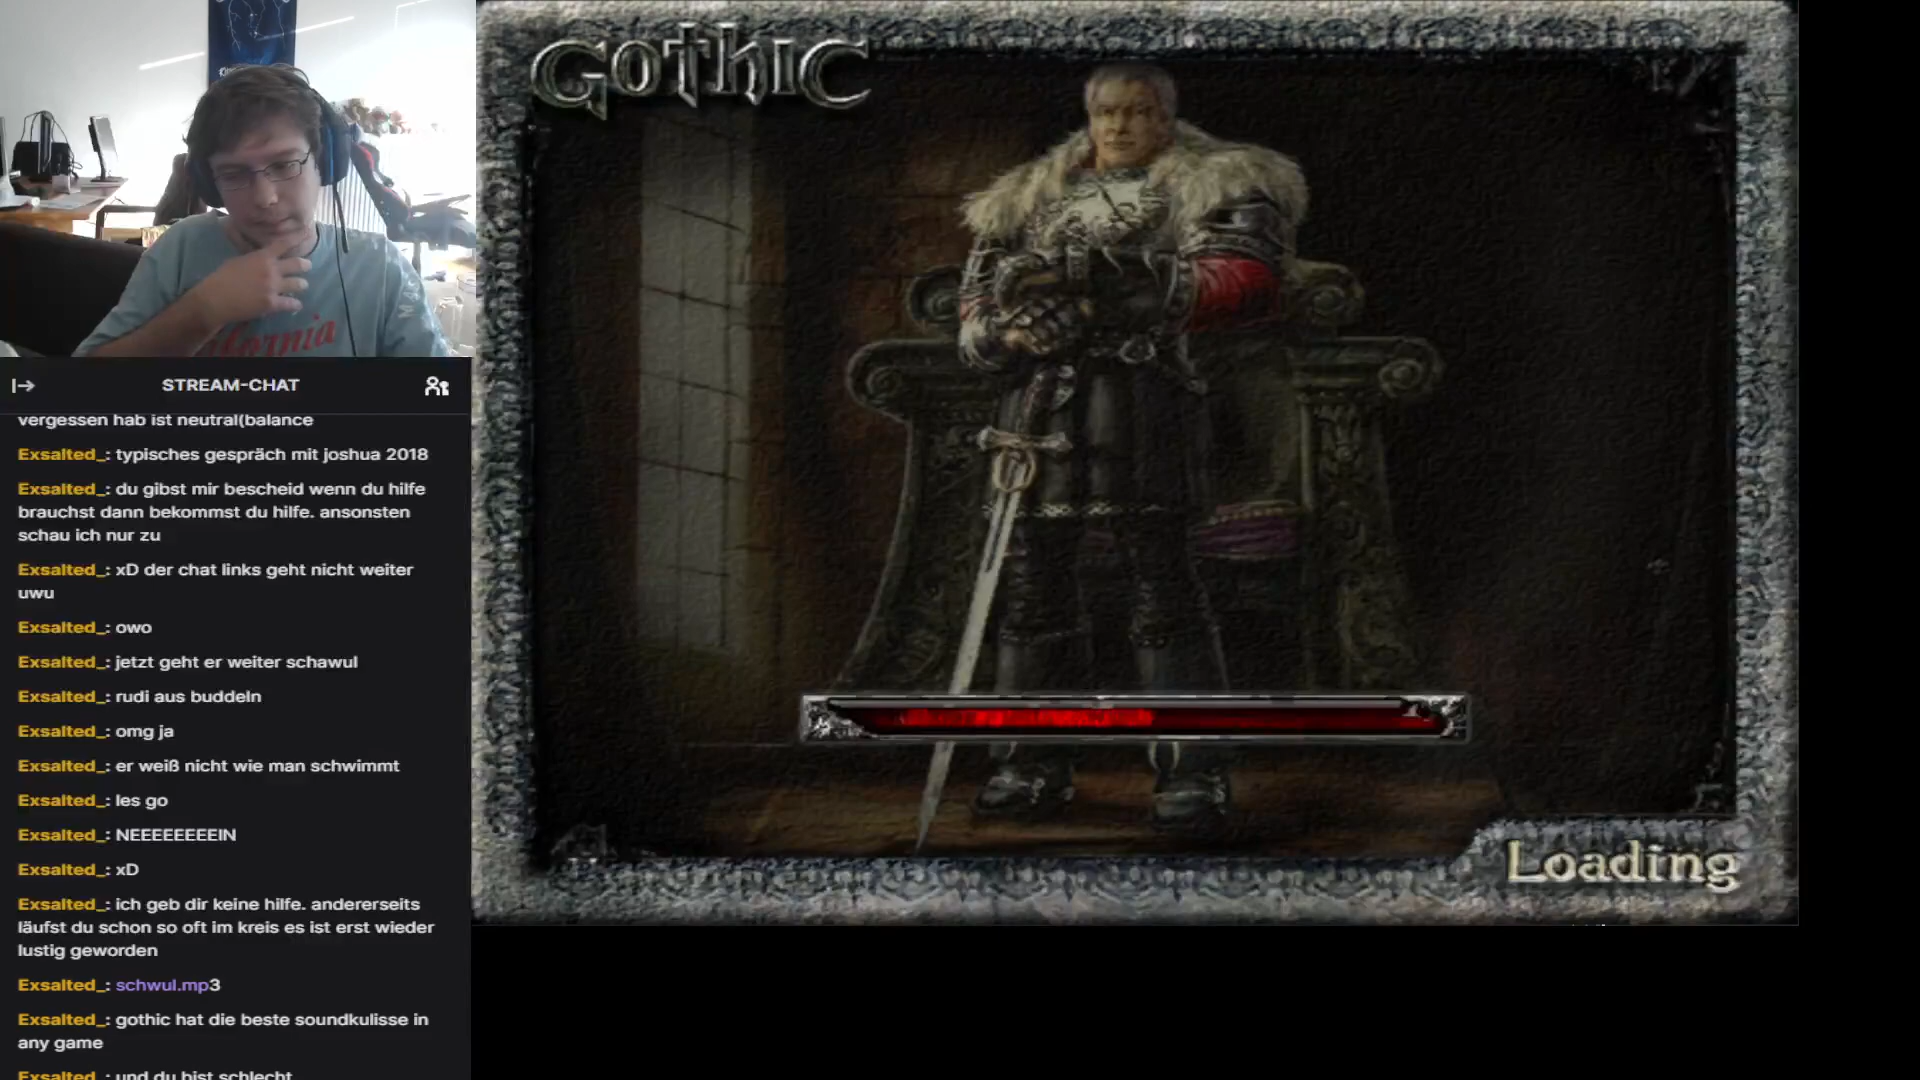 GOTHIC
ifornia
STREAM-CHAT
vergessen hab ist neutral(balance
Exsalted_: typisches gespräch mit joshua 2018
Exsalted_: du gibst mir bescheid wenn du hilfe
brauchst dann bekommst du hilfe. ansonsten
schau ich nur zu
Exsalted_: xD der chat links geht nicht weiter
uwu
Exsalted_: owo
Exsalted_: jetzt geht er weiter schawul
Exsalted_: rudi aus buddeln
Exsalted_: omg ja
Exsalted_: er weiß nicht wie man schwimmt
Exsalted_: les go
Exsalted_: NEEEEEEEEIN
Exsalted_: xD
Exsalted_: ich geb dir keine hilfe. andererseits
läufst du schon so oft im kreis es ist erst wieder
lustig geworden
Exsalted_: schwul.mp3
Exsalted_: gothic hat die beste soundkulisse in
any game
Exsalted_: und du bist schlecht
Loading